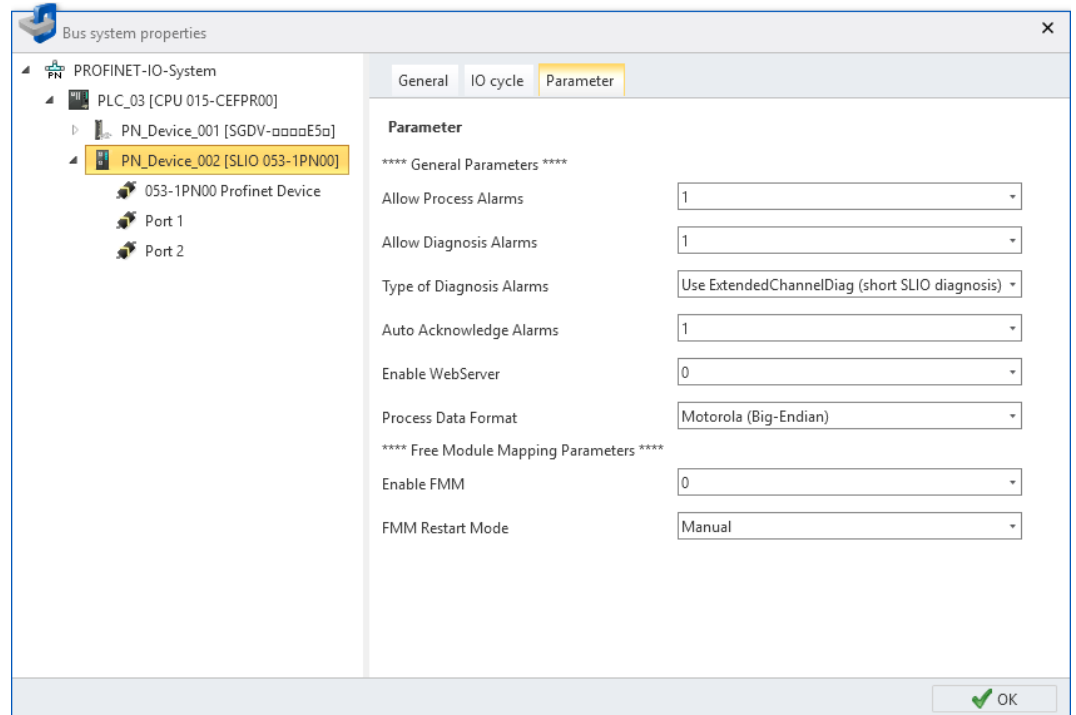 Bus system properties
PROFINET-IO-System
PLC_03 [CPU 015-CEFPR00]
PN_Device_001 [SGDV-□□□□E5□]
PN_Device_002 [SLIO 053-1PN00]
053-1PN00 Profinet Device
Port 1
Port 2
General IO cycle Parameter
Parameter
**** General Parameters ****
Allow Process Alarms 1
Allow Diagnosis Alarms 1
Type of Diagnosis Alarms Use ExtendedChannelDiag (short SLIO diagnosis)
Auto Acknowledge Alarms 1
Enable WebServer 0
Process Data Format Motorola (Big-Endian)
**** Free Module Mapping Parameters ****
Enable FMM 0
FMM Restart Mode Manual
OK